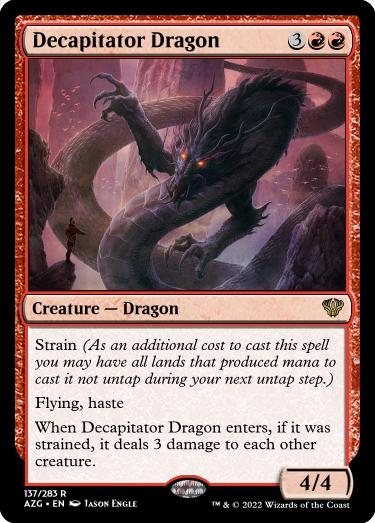 Decapitator Dragon 3
Creature — Dragon
Strain (As an additional cost to cast this spell
you may have all lands that produced mana to
cast it not untap during your next untap step.)
Flying, haste
When Decapitator Dragon enters, if it was
strained, it deals 3 damage to each other
creature.
4/4
137/283 R
AZG • EN Jason Engle
™ & © 2022 Wizards of the Coast